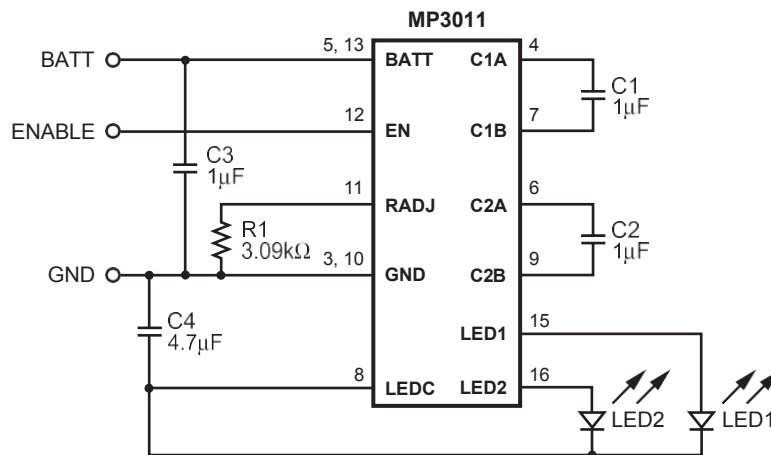 MP3011
BATT
5, 13
BATT
C1A
4
C1
1µF
ENABLE
12
EN
C1B
7
C3
1µF
11
RADJ
C2A
6
R1
3.09kΩ
C2
1µF
GND
3, 10
GND
C2B
9
C4
4.7µF
LED1
15
8
LEDC
LED2
16
LED2
LED1